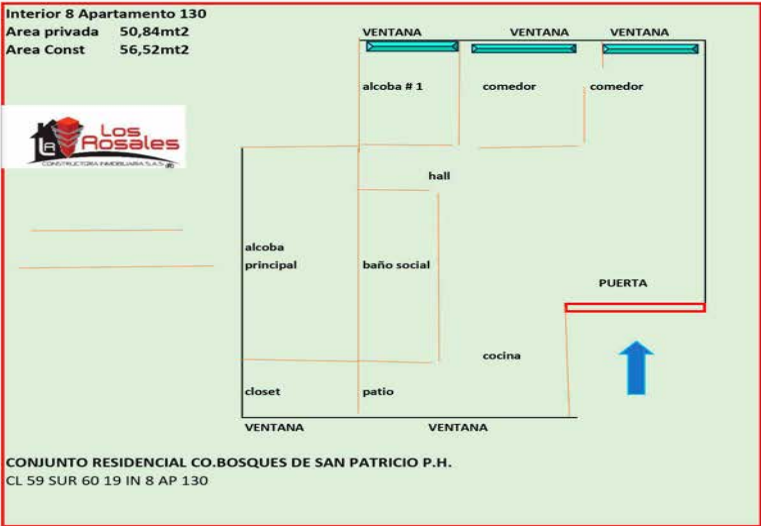 Interior 8 Apartamento 130
Area privada 50,84mt2
Area Const 56,52mt2
VENTANA VENTANA VENTANA
alcoba # 1 comedor comedor
Los
Rosales
CONSTRUCTORA INMOBILIARIA S.A.S
hall
alcoba
principal baño social
PUERTA
cocina
closet patio
VENTANA VENTANA
CONJUNTO RESIDENCIAL CO.BOSQUES DE SAN PATRICIO P.H.
CL 59 SUR 60 19 IN 8 AP 130